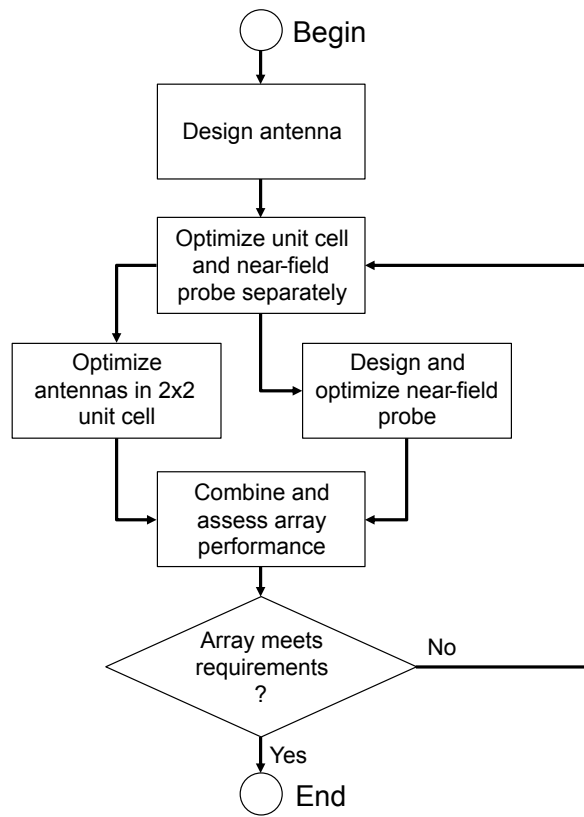 Begin
Design antenna
Optimize unit cell
and near-field
probe separately
Optimize
antennas in 2x2
unit cell
Design and
optimize near-field
probe
Combine and
assess array
performance
Array meets
requirements
?
No
Yes
End